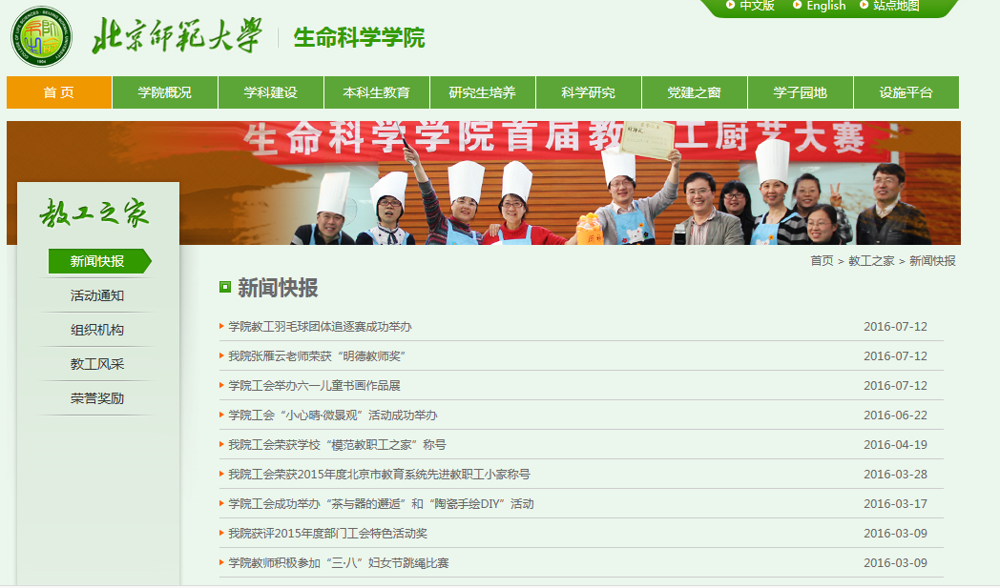 中文版 English 站点地图
北京师范大学 生命科学学院
首 页 学院概况 学科建设 本科生教育 研究生培养 科学研究 党建之窗 学子园地 设施平台
生命科学学院首届教 工厨艺大赛
教工之家
新闻快报
活动通知
组织机构
教工风采
荣誉奖励
首页 > 教工之家 > 新闻快报
新闻快报
学院教工羽毛球团体追逐赛成功举办 2016-07-12
我院张雁云老师荣获“明德教师奖” 2016-07-12
学院工会举办六一儿童书画作品展 2016-07-12
学院工会“小心晴·微景观”活动成功举办 2016-06-22
我院工会荣获学校“模范教职工之家”称号 2016-04-19
我院工会荣获2015年度北京市教育系统先进教职工小家称号 2016-03-28
学院工会成功举办“茶与器的邂逅”和“陶瓷手绘DIY”活动 2016-03-17
我院获评2015年度部门工会特色活动奖 2016-03-09
学院教师积极参加“三·八”妇女节跳绳比赛 2016-03-09